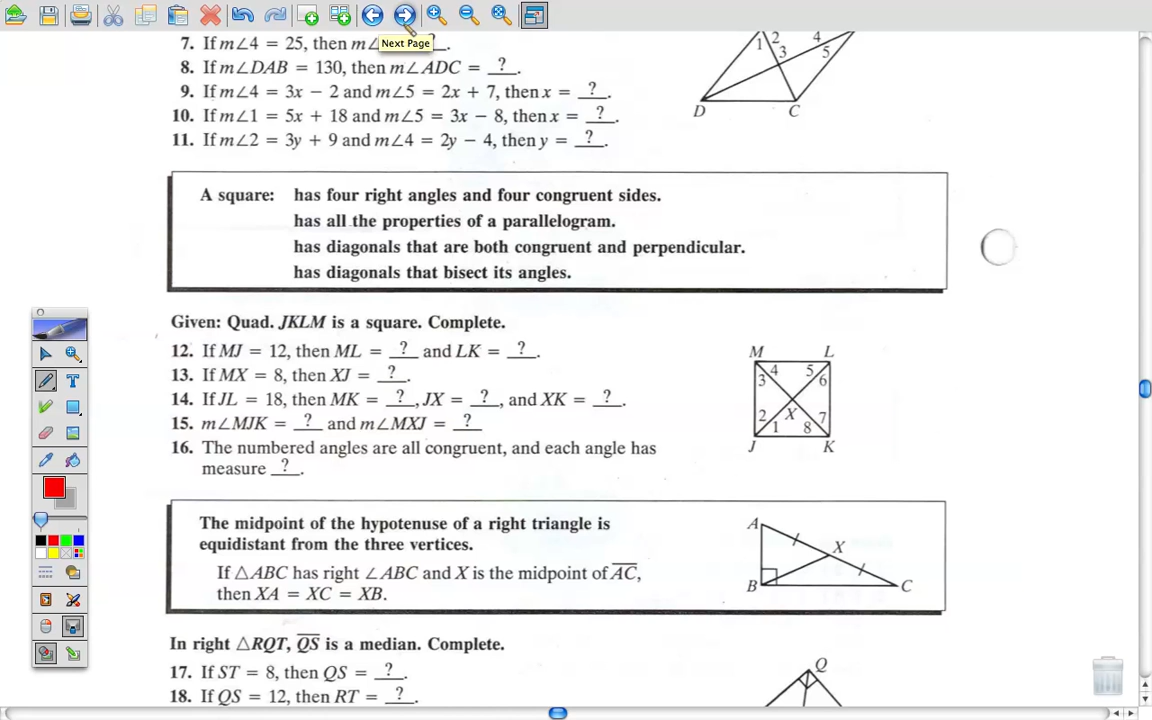 7. If m∠4 = 25, then m∠
Next Page
8. If m∠DAB = 130, then m∠ADC = ?.
9. If m∠4 = 3x − 2 and m∠5 = 2x + 7, then x = ?.
10. If m∠1 = 5x + 18 and m∠5 = 3x − 8, then x = ?.
11. If m∠2 = 3y + 9 and m∠4 = 2y − 4, then y = ?.
1 2 3 4 5
D C
A square: has four right angles and four congruent sides.
has all the properties of a parallelogram.
has diagonals that are both congruent and perpendicular.
has diagonals that bisect its angles.
Given: Quad. JKLM is a square. Complete.
12. If MJ = 12, then ML = ? and LK = ?.
13. If MX = 8, then XJ = ?.
14. If JL = 18, then MK = ?, JX = ?, and XK = ?.
15. m∠MJK = ? and m∠MXJ = ?
16. The numbered angles are all congruent, and each angle has
measure ?.
M L
4 5
3 6
2 X 7
1 8
J K
The midpoint of the hypotenuse of a right triangle is
equidistant from the three vertices.
If △ABC has right ∠ABC and X is the midpoint of A̅C̅,
then XA = XC = XB.
A
X
B C
In right △RQT, Q̅S̅ is a median. Complete.
17. If ST = 8, then QS = ?.
18. If QS = 12, then RT = ?.
Q
T